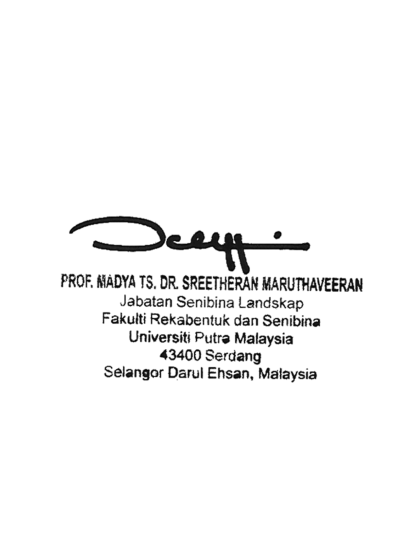 PROF. MADYA TS. DR. SREETHERAN MARUTHAVEERAN
Jabatan Senibina Landskap
Fakulti Rekabentuk dan Senibina
Universiti Putra Malaysia
43400 Serdang
Selangor Darul Ehsan, Malaysia